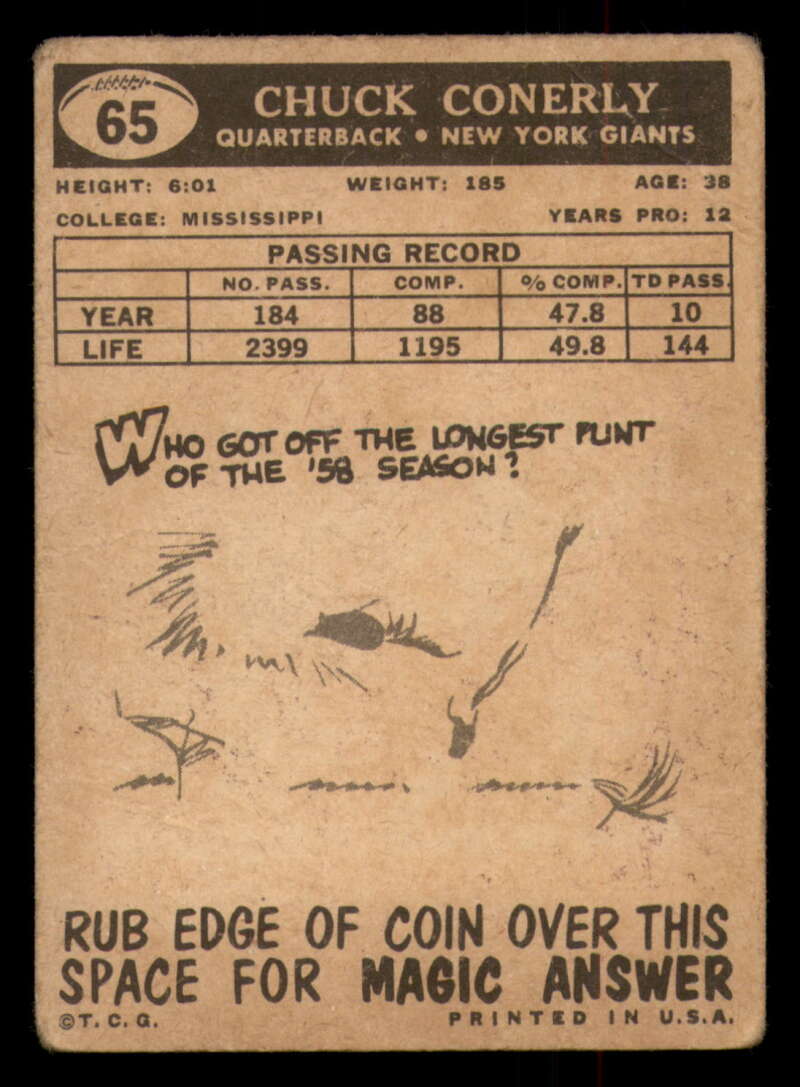 65
CHUCK CONERLY
QUARTERBACK • NEW YORK GIANTS
HEIGHT: 6:01 WEIGHT: 185 AGE: 38
COLLEGE: MISSISSIPPI YEARS PRO: 12
PASSING RECORD
NO. PASS. COMP. % COMP. TD PASS.
YEAR 184 88 47.8 10
LIFE 2399 1195 49.8 144
WHO GOT OFF THE LONGEST PUNT
OF THE '58 SEASON?
RUB EDGE OF COIN OVER THIS
SPACE FOR MAGIC ANSWER
©T.C.G. PRINTED IN U.S.A.